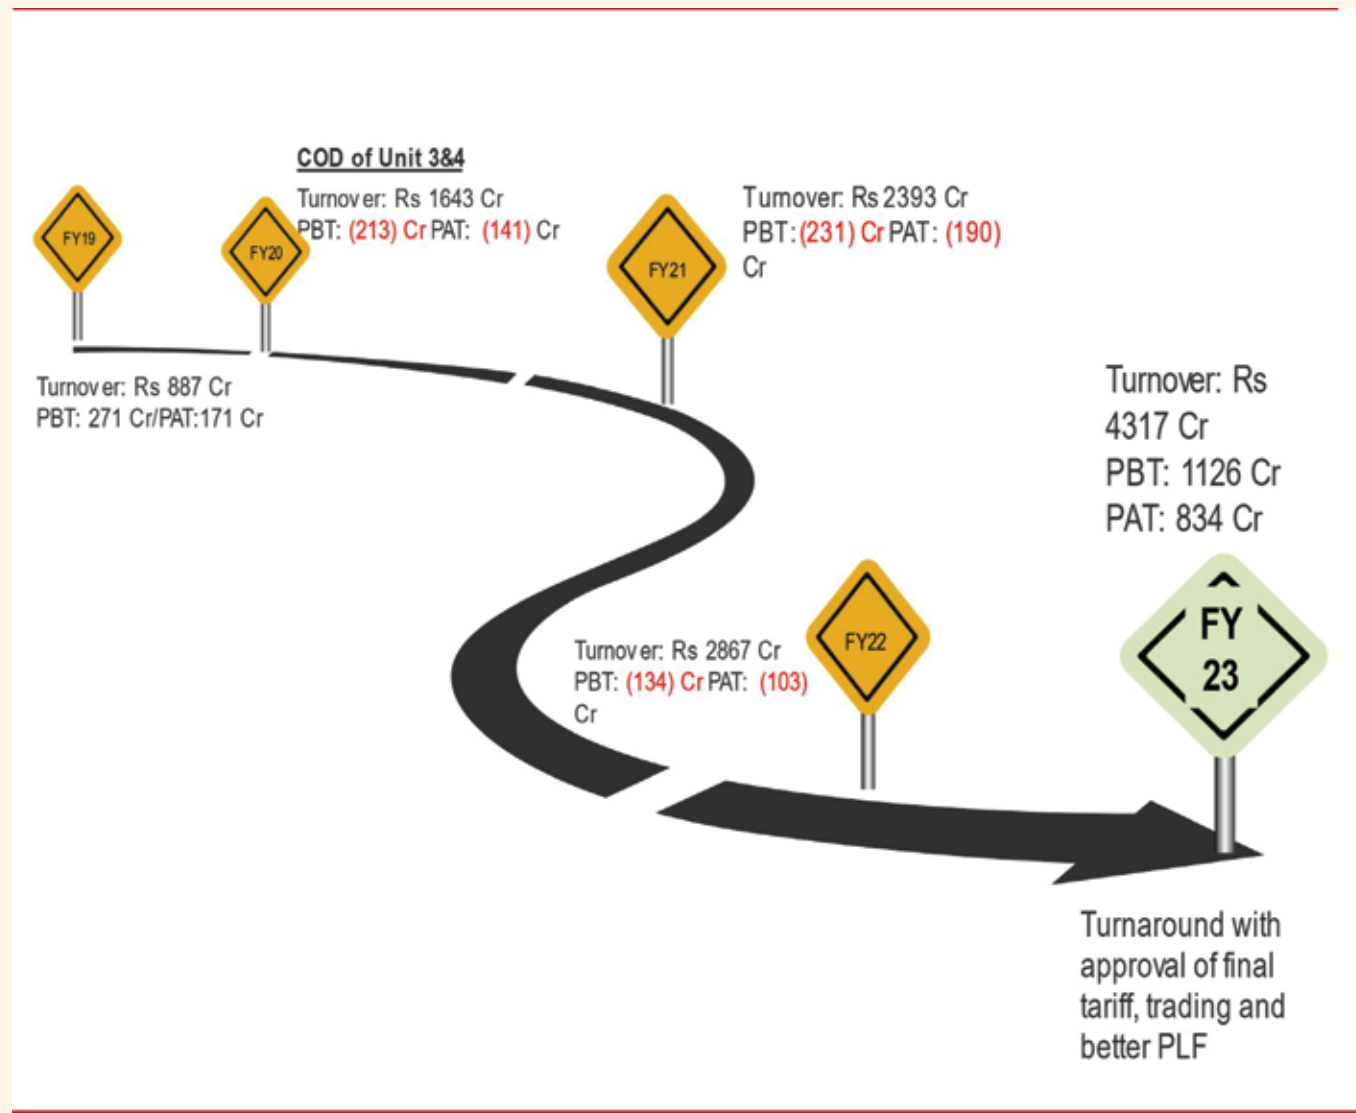 COD of Unit 3&4
Turnover: Rs 1643 Cr
PBT: (213) Cr PAT: (141) Cr
FY19
FY20
Turnover: Rs 887 Cr
PBT: 271 Cr/PAT:171 Cr
Turnover: Rs 2393 Cr
PBT: (231) Cr PAT: (190)
Cr
FY21
Turnover: Rs 2867 Cr
PBT: (134) Cr PAT: (103)
Cr
FY22
Turnover: Rs
4317 Cr
PBT: 1126 Cr
PAT: 834 Cr
FY
23
Turnaround with
approval of final
tariff, trading and
better PLF